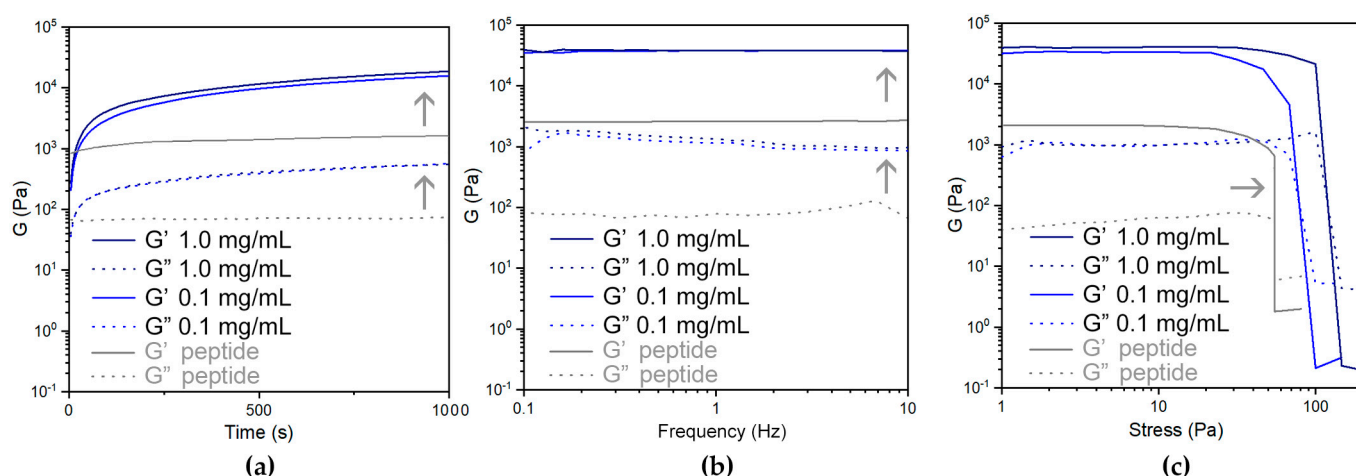 10⁵
10⁴
10³
10²
10¹
10⁰
10⁻¹
G (Pa)
G’ 1.0 mg/mL
G” 1.0 mg/mL
G’ 0.1 mg/mL
G” 0.1 mg/mL
G’ peptide
G” peptide
0
500
1000
Time (s)
(a)
10⁵
10⁴
10³
10²
10¹
10⁰
10⁻¹
G (Pa)
G’ 1.0 mg/mL
G” 1.0 mg/mL
G’ 0.1 mg/mL
G” 0.1 mg/mL
G’ peptide
G” peptide
0.1
1
10
Frequency (Hz)
(b)
10⁵
10⁴
10³
10²
10¹
10⁰
10⁻¹
G (Pa)
G’ 1.0 mg/mL
G” 1.0 mg/mL
G’ 0.1 mg/mL
G” 0.1 mg/mL
G’ peptide
G” peptide
1
10
100
Stress (Pa)
(c)